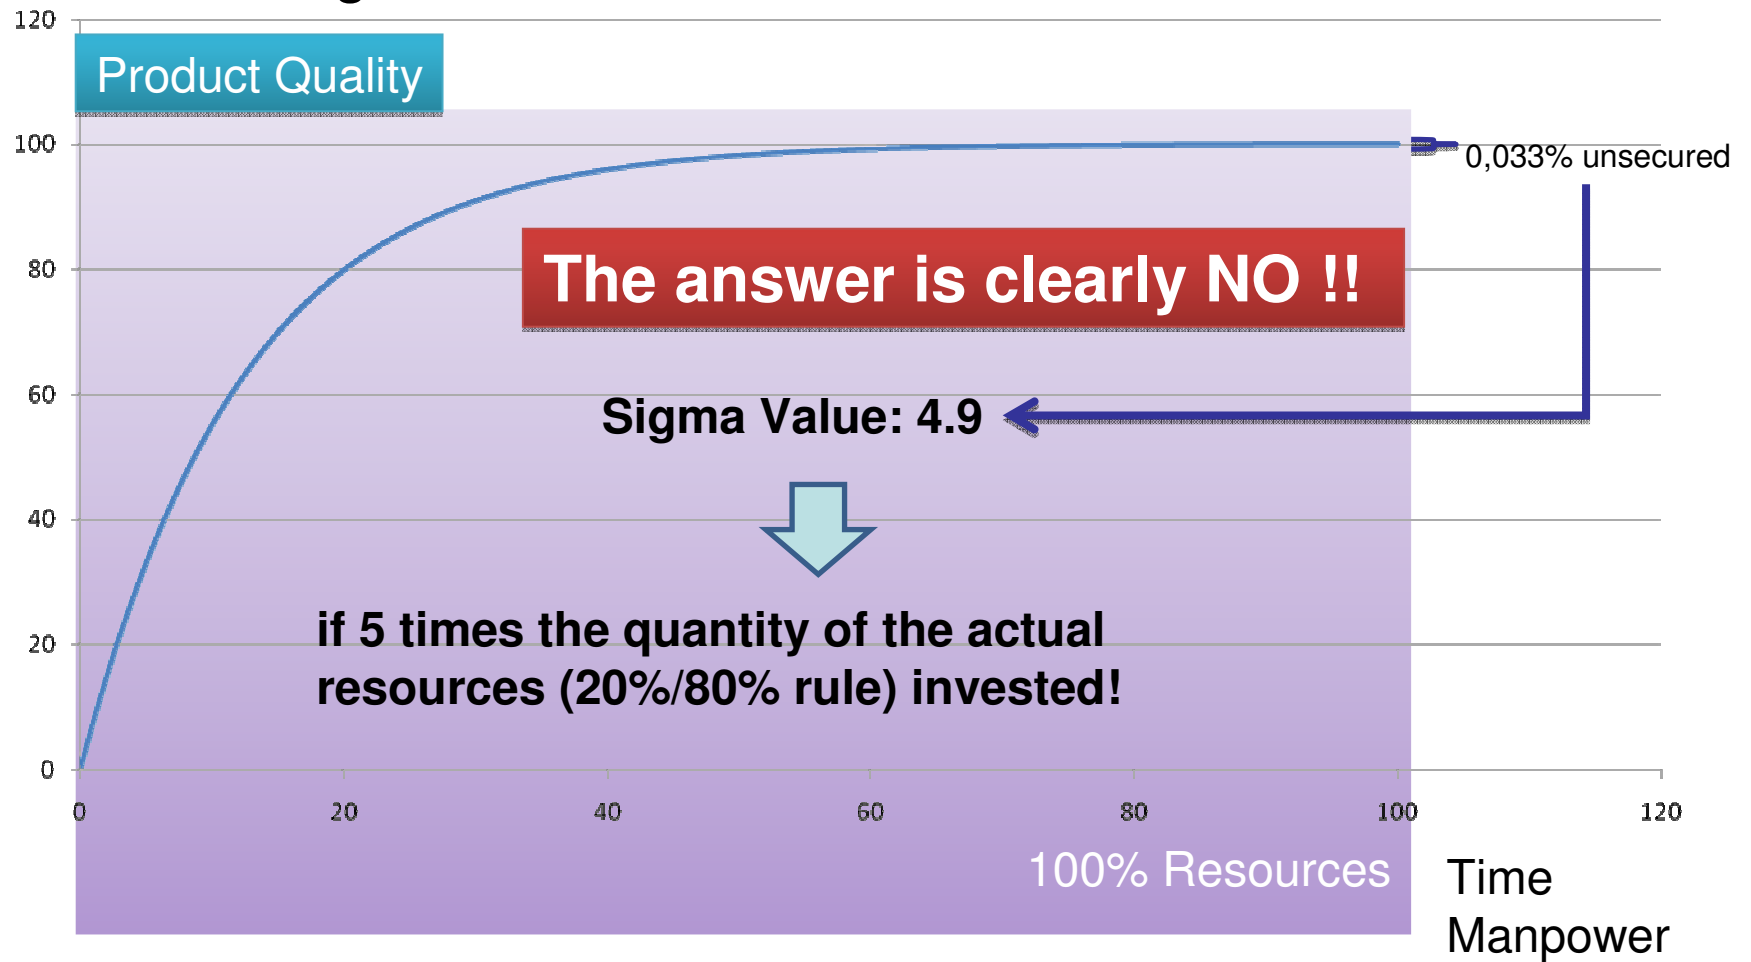 120
Product Quality
100
0,033% unsecured
80
The answer is clearly NO !!
60
Sigma Value: 4.9
40
if 5 times the quantity of the actual
20
resources (20%/80% rule) invested!
0
0 20 40 60 80 100 120
100% Resources
Time
Manpower